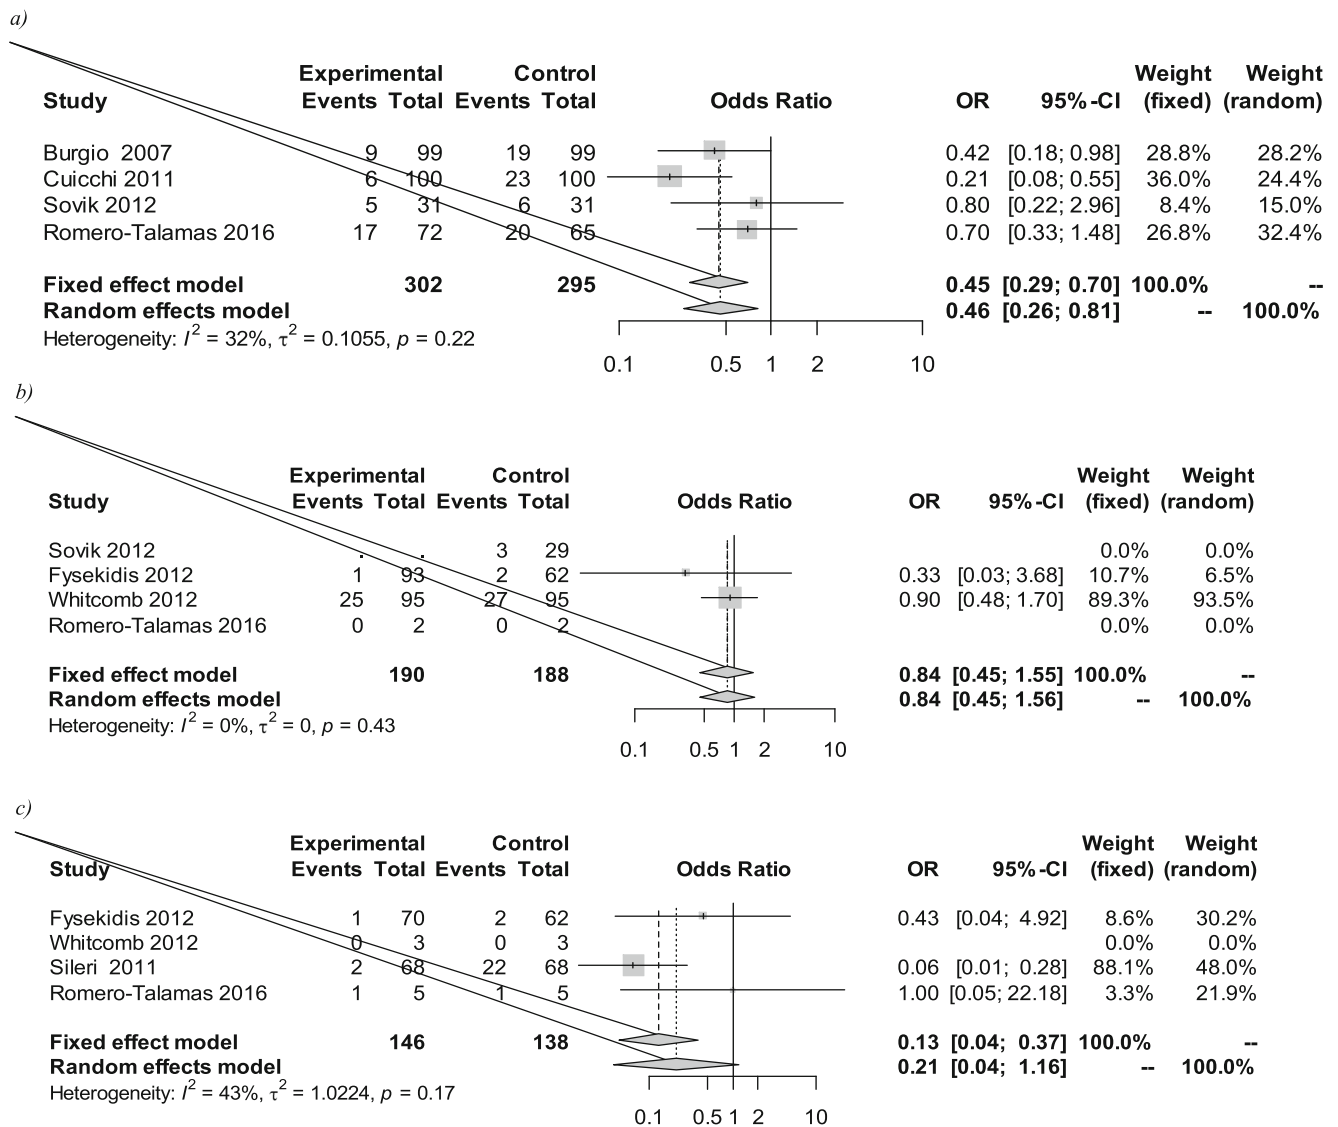 a)
Experimental Control Weight Weight
Study Events Total Events Total Odds Ratio OR 95%-CI (fixed) (random)
Burgio 2007 9 99 19 99 0.42 [0.18; 0.98] 28.8% 28.2%
Cuicchi 2011 6 100 23 100 0.21 [0.08; 0.55] 36.0% 24.4%
Sovik 2012 5 31 6 31 0.80 [0.22; 2.96] 8.4% 15.0%
Romero-Talamas 2016 17 72 20 65 0.70 [0.33; 1.48] 26.8% 32.4%
Fixed effect model 302 295 0.45 [0.29; 0.70] 100.0% --
Random effects model 0.46 [0.26; 0.81] -- 100.0%
Heterogeneity: I² = 32%, τ² = 0.1055, p = 0.22
0.1 0.5 1 2 10
b)
Experimental Control Weight Weight
Study Events Total Events Total Odds Ratio OR 95%-CI (fixed) (random)
Sovik 2012 . . 3 29 0.0% 0.0%
Fysekidis 2012 1 93 2 62 0.33 [0.03; 3.68] 10.7% 6.5%
Whitcomb 2012 25 95 27 95 0.90 [0.48; 1.70] 89.3% 93.5%
Romero-Talamas 2016 0 2 0 2 0.0% 0.0%
Fixed effect model 190 188 0.84 [0.45; 1.55] 100.0% --
Random effects model 0.84 [0.45; 1.56] -- 100.0%
Heterogeneity: I² = 0%, τ² = 0, p = 0.43
0.1 0.5 1 2 10
c)
Experimental Control Weight Weight
Study Events Total Events Total Odds Ratio OR 95%-CI (fixed) (random)
Fysekidis 2012 1 70 2 62 0.43 [0.04; 4.92] 8.6% 30.2%
Whitcomb 2012 0 3 0 3 0.0% 0.0%
Sileri 2011 2 68 22 68 0.06 [0.01; 0.28] 88.1% 48.0%
Romero-Talamas 2016 1 5 1 5 1.00 [0.05; 22.18] 3.3% 21.9%
Fixed effect model 146 138 0.13 [0.04; 0.37] 100.0% --
Random effects model 0.21 [0.04; 1.16] -- 100.0%
Heterogeneity: I² = 43%, τ² = 1.0224, p = 0.17
0.1 0.5 1 2 10